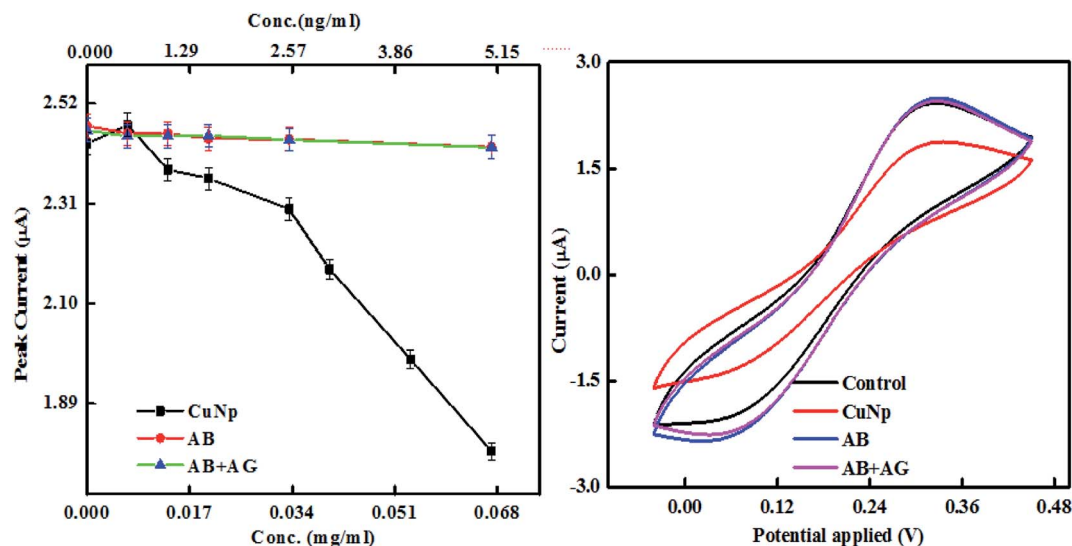 Conc.(ng/ml)
0.000 1.29 2.57 3.86 5.15
Peak Current (μA)
2.52
2.31
2.10
1.89
CuNp
AB
AB+AG
0.000 0.017 0.034 0.051 0.068
Conc. (mg/ml)
Current (μA)
3.0
1.5
0.0
-1.5
-3.0
Control
CuNp
AB
AB+AG
0.00 0.12 0.24 0.36 0.48
Potential applied (V)